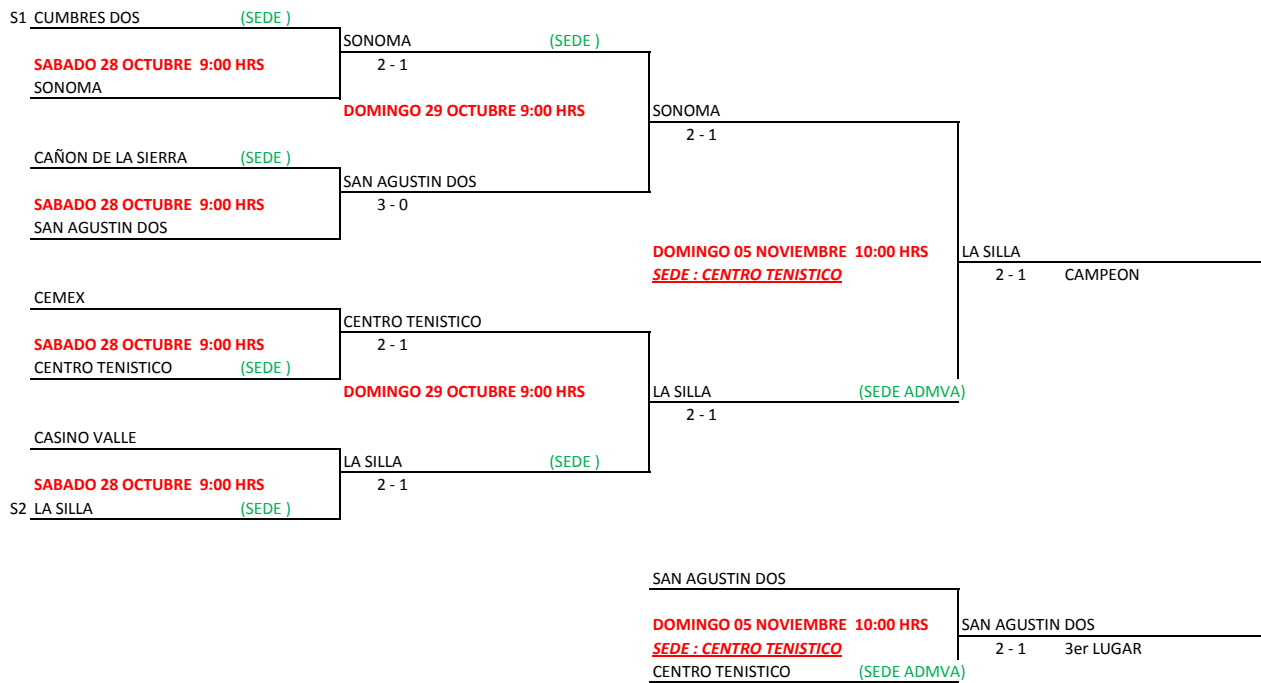 S1 CUMBRES DOS (SEDE )
SONOMA (SEDE )
SABADO 28 OCTUBRE 9:00 HRS
2 - 1
SONOMA
DOMINGO 29 OCTUBRE 9:00 HRS
SONOMA
2 - 1
CAÑON DE LA SIERRA (SEDE )
SAN AGUSTIN DOS
SABADO 28 OCTUBRE 9:00 HRS
3 - 0
SAN AGUSTIN DOS
DOMINGO 05 NOVIEMBRE 10:00 HRS
LA SILLA
SEDE : CENTRO TENISTICO
2 - 1 CAMPEON
CEMEX
CENTRO TENISTICO
SABADO 28 OCTUBRE 9:00 HRS
2 - 1
CENTRO TENISTICO (SEDE )
DOMINGO 29 OCTUBRE 9:00 HRS
LA SILLA (SEDE ADMVA)
2 - 1
CASINO VALLE
LA SILLA (SEDE )
SABADO 28 OCTUBRE 9:00 HRS
2 - 1
S2 LA SILLA (SEDE )
SAN AGUSTIN DOS
DOMINGO 05 NOVIEMBRE 10:00 HRS
SAN AGUSTIN DOS
SEDE : CENTRO TENISTICO
2 - 1 3er LUGAR
CENTRO TENISTICO (SEDE ADMVA)